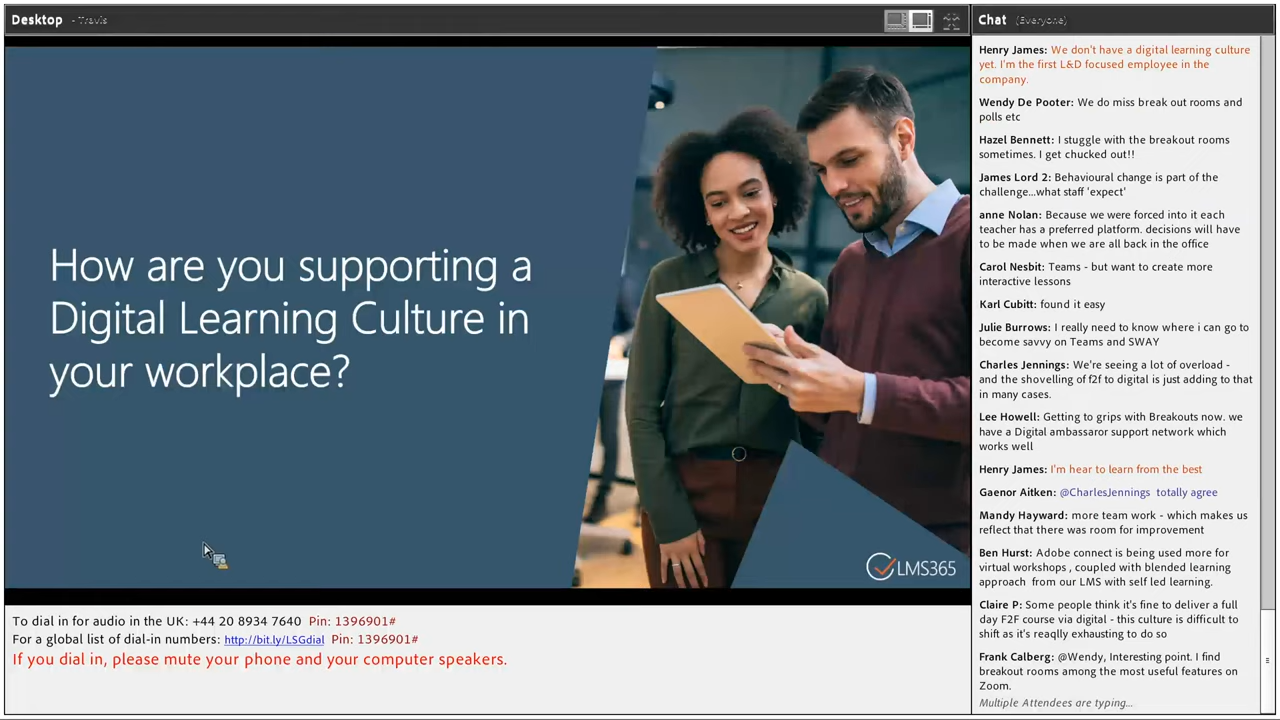 Desktop - Travis
How are you supporting a
Digital Learning Culture in
your workplace?
LMS365
To dial in for audio in the UK: +44 20 8934 7640 Pin: 1396901#
For a global list of dial-in numbers: http://bit.ly/LSGdial Pin: 1396901#
If you dial in, please mute your phone and your computer speakers.
Chat (Everyone)
Henry James: We don't have a digital learning culture
yet. I'm the first L&D focused employee in the
company.
Wendy De Pooter: We do miss break out rooms and
polls etc
Hazel Bennett: I stuggle with the breakout rooms
sometimes. I get chucked out!!
James Lord 2: Behavioural change is part of the
challenge...what staff 'expect'
anne Nolan: Because we were forced into it each
teacher has a preferred platform. decisions will have
to be made when we are all back in the office
Carol Nesbit: Teams - but want to create more
interactive lessons
Karl Cubitt: found it easy
Julie Burrows: I really need to know where i can go to
become savvy on Teams and SWAY
Charles Jennings: We're seeing a lot of overload -
and the shovelling of f2f to digital is just adding to that
in many cases.
Lee Howell: Getting to grips with Breakouts now. we
have a Digital ambassaror support network which
works well
Henry James: I'm hear to learn from the best
Gaenor Aitken: @CharlesJennings totally agree
Mandy Hayward: more team work - which makes us
reflect that there was room for improvement
Ben Hurst: Adobe connect is being used more for
virtual workshops , coupled with blended learning
approach from our LMS with self led learning.
Claire P: Some people think it's fine to deliver a full
day F2F course via digital - this culture is difficult to
shift as it's reaqlly exhausting to do so
Frank Calberg: @Wendy, Interesting point. I find
breakout rooms among the most useful features on
Zoom.
Multiple Attendees are typing...